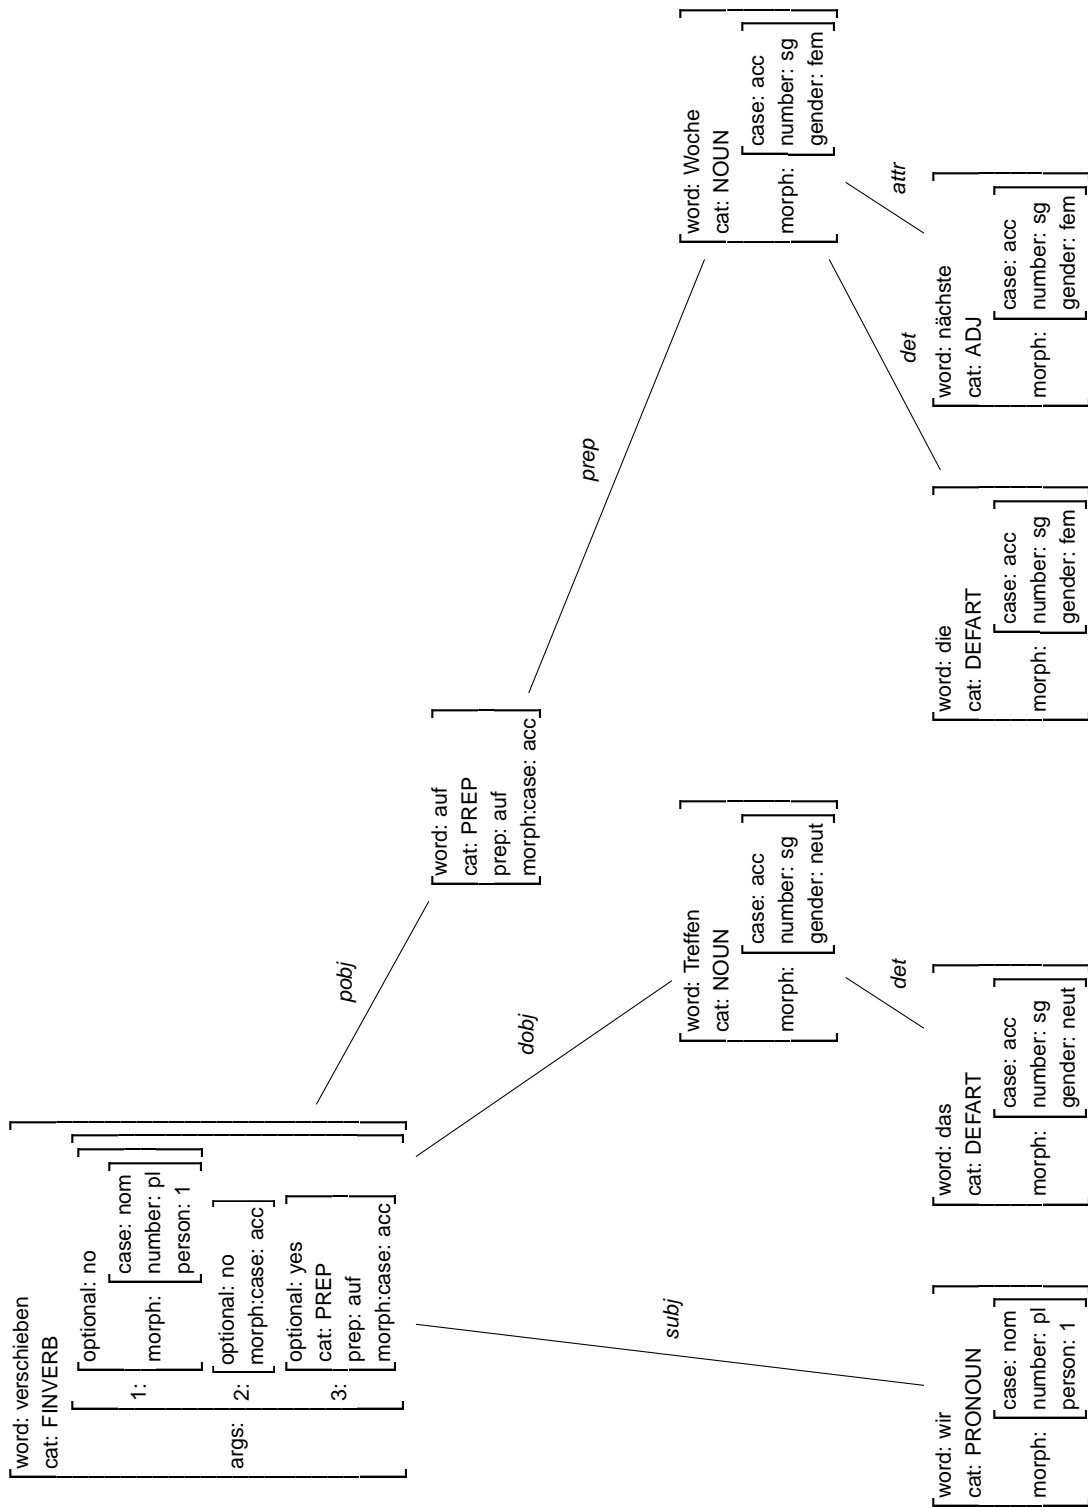 word: verschieben
cat: FINVERB
args:
1:
optional: no
morph:
case: nom
number: pl
person: 1
2:
optional: no
morph:case: acc
3:
optional: yes
cat: PREP
prep: auf
morph:case: acc
pobj
dobj
subj
word: auf
cat: PREP
prep: auf
morph:case: acc
prep
word: Treffen
cat: NOUN
morph:
case: acc
number: sg
gender: neut
det
word: Woche
cat: NOUN
morph:
case: acc
number: sg
gender: fem
det
attr
word: wir
cat: PRONOUN
morph:
case: nom
number: pl
person: 1
word: das
cat: DEFART
morph:
case: acc
number: sg
gender: neut
word: die
cat: DEFART
morph:
case: acc
number: sg
gender: fem
word: nächste
cat: ADJ
morph:
case: acc
number: sg
gender: fem